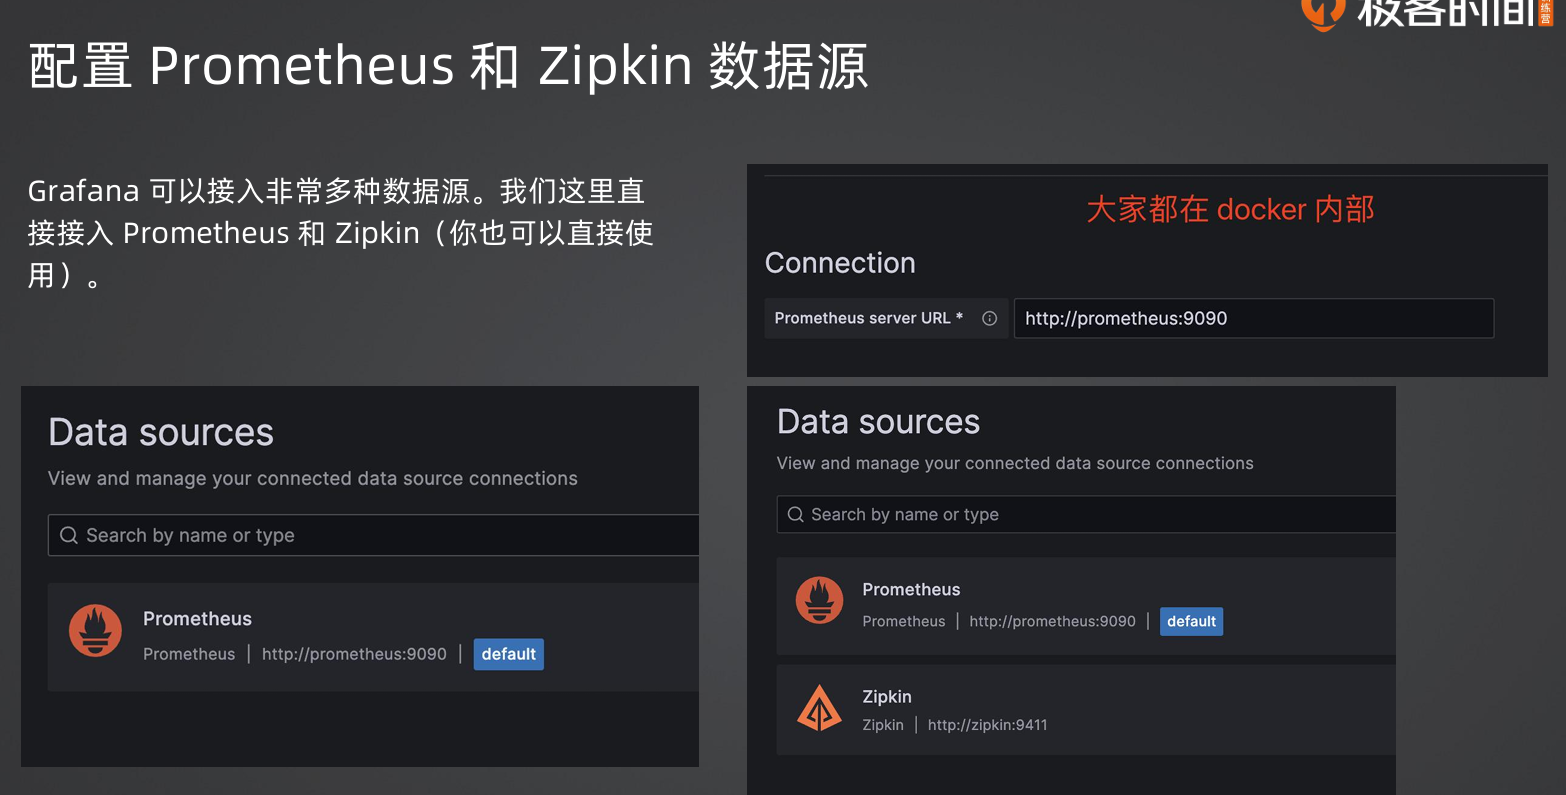 极客时间
训练营
配置 Prometheus 和 Zipkin 数据源
Grafana 可以接入非常多种数据源。我们这里直
接接入 Prometheus 和 Zipkin（你也可以直接使
用）。
大家都在 docker 内部
Connection
Prometheus server URL *
http://prometheus:9090
Data sources
View and manage your connected data source connections
Search by name or type
Prometheus
Prometheus | http://prometheus:9090 | default
Data sources
View and manage your connected data source connections
Search by name or type
Prometheus
Prometheus | http://prometheus:9090 | default
Zipkin
Zipkin | http://zipkin:9411